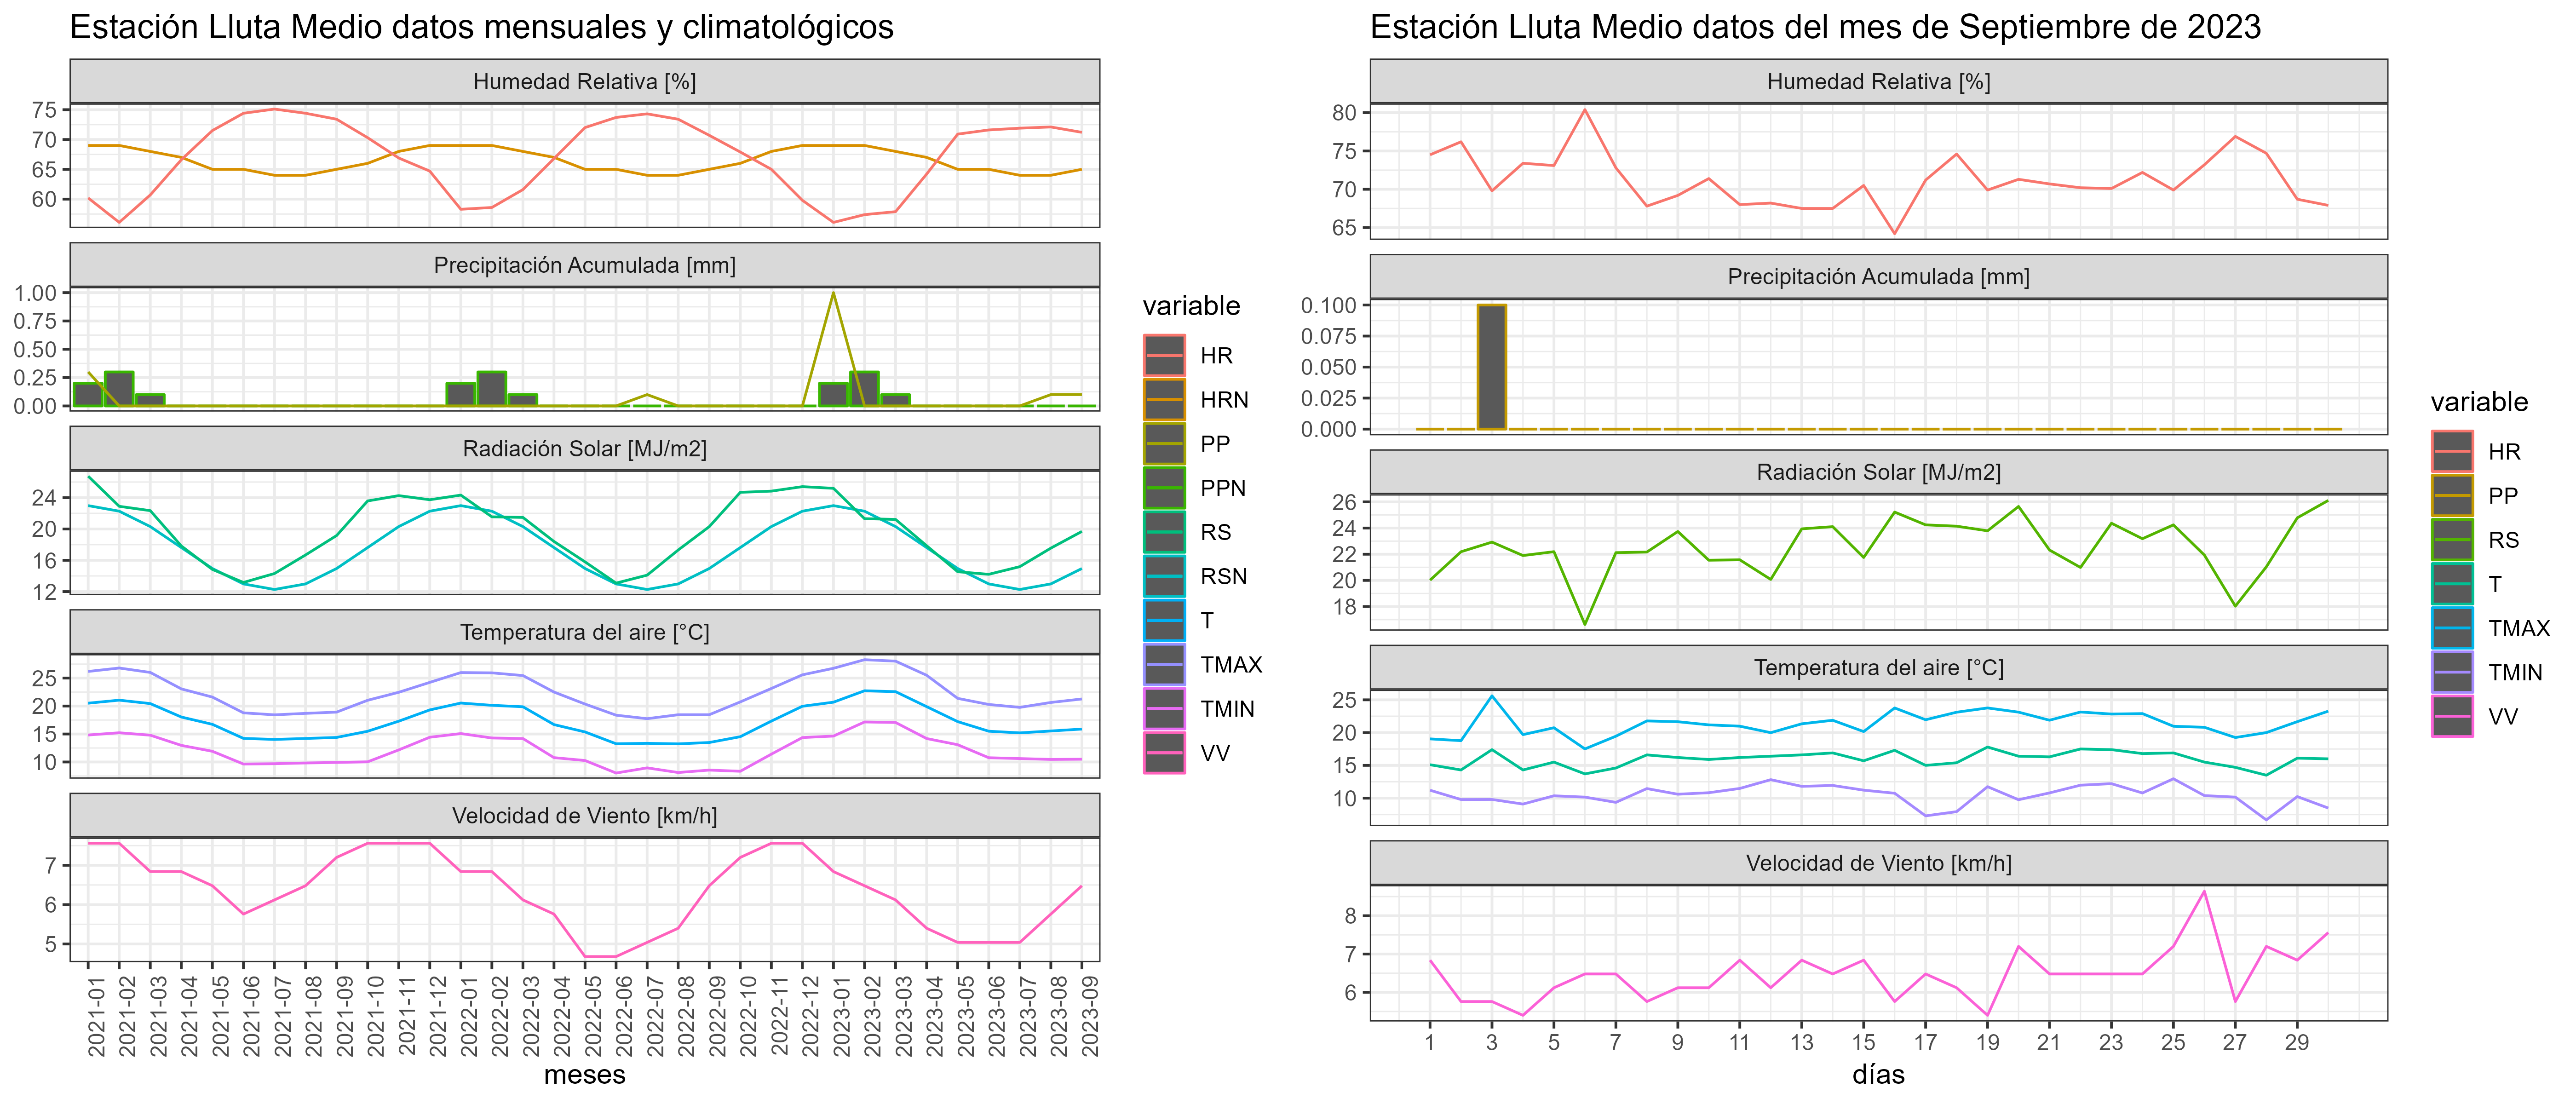 Estación Lluta Medio datos mensuales y climatológicos
Humedad Relativa [%]
75
70
65
60
Precipitación Acumulada [mm]
1.00
0.75
0.50
0.25
0.00
Radiación Solar [MJ/m2]
24
20
16
12
Temperatura del aire [°C]
25
20
15
10
Velocidad de Viento [km/h]
7
6
5
2021-01
2021-02
2021-03
2021-04
2021-05
2021-06
2021-07
2021-08
2021-09
2021-10
2021-11
2021-12
2022-01
2022-02
2022-03
2022-04
2022-05
2022-06
2022-07
2022-08
2022-09
2022-10
2022-11
2022-12
2023-01
2023-02
2023-03
2023-04
2023-05
2023-06
2023-07
2023-08
2023-09
meses
variable
HR
HRN
PP
PPN
RS
RSN
T
TMAX
TMIN
VV
Estación Lluta Medio datos del mes de Septiembre de 2023
Humedad Relativa [%]
80
75
70
65
Precipitación Acumulada [mm]
0.100
0.075
0.050
0.025
0.000
Radiación Solar [MJ/m2]
26
24
22
20
18
Temperatura del aire [°C]
25
20
15
10
Velocidad de Viento [km/h]
8
7
6
1 3 5 7 9 11 13 15 17 19 21 23 25 27 29
días
variable
HR
PP
RS
T
TMAX
TMIN
VV